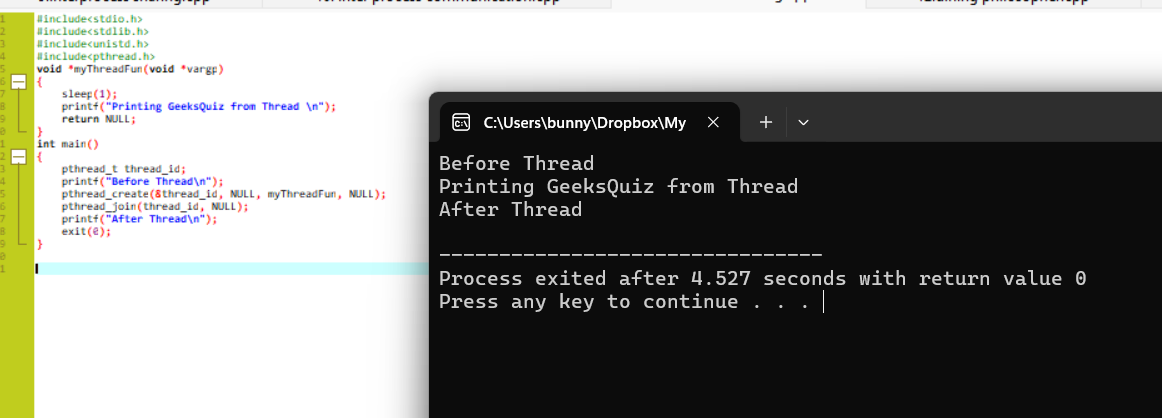 #include<stdio.h>
#include<stdlib.h>
#include<unistd.h>
#include<pthread.h>
void *myThreadFun(void *vargp)
{
sleep(1);
printf("Printing GeeksQuiz from Thread \n");
return NULL;
}
int main()
{
pthread_t thread_id;
printf("Before Thread\n");
pthread_create(&thread_id, NULL, myThreadFun, NULL);
pthread_join(thread_id, NULL);
printf("After Thread\n");
exit(0);
}
C:\Users\bunny\Dropbox\My
Before Thread
Printing GeeksQuiz from Thread
After Thread
--------------------------------
Process exited after 4.527 seconds with return value 0
Press any key to continue . . .